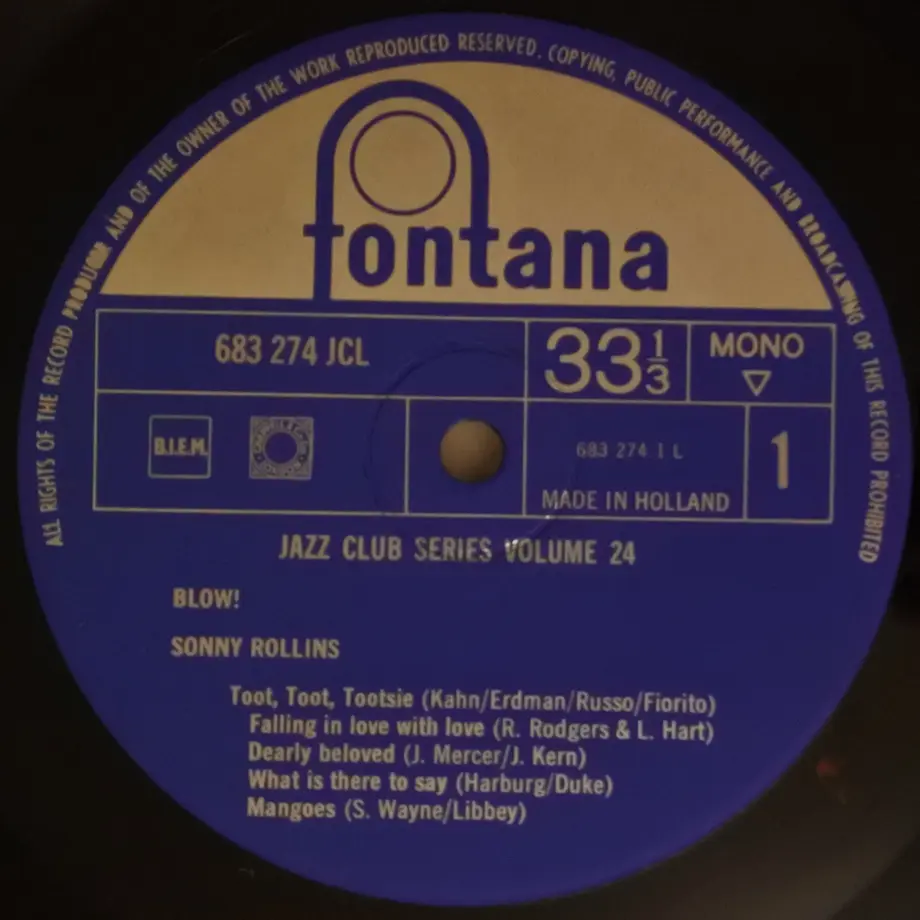 ALL RIGHTS OF THE RECORD PRODUCER AND OF THE OWNER OF THE WORK REPRODUCED RESERVED. COPYING, PUBLIC PERFORMANCE AND BROADCASTING OF THIS RECORD PROHIBITED
fontana
683 274 JCL
33 1/3
MONO
B.I.E.M.
683 274 1 L
1
MADE IN HOLLAND
JAZZ CLUB SERIES VOLUME 24
BLOW!
SONNY ROLLINS
Toot, Toot, Tootsie (Kahn/Erdman/Russo/Fiorito)
Falling in love with love (R. Rodgers & L. Hart)
Dearly beloved (J. Mercer/J. Kern)
What is there to say (Harburg/Duke)
Mangoes (S. Wayne/Libbey)